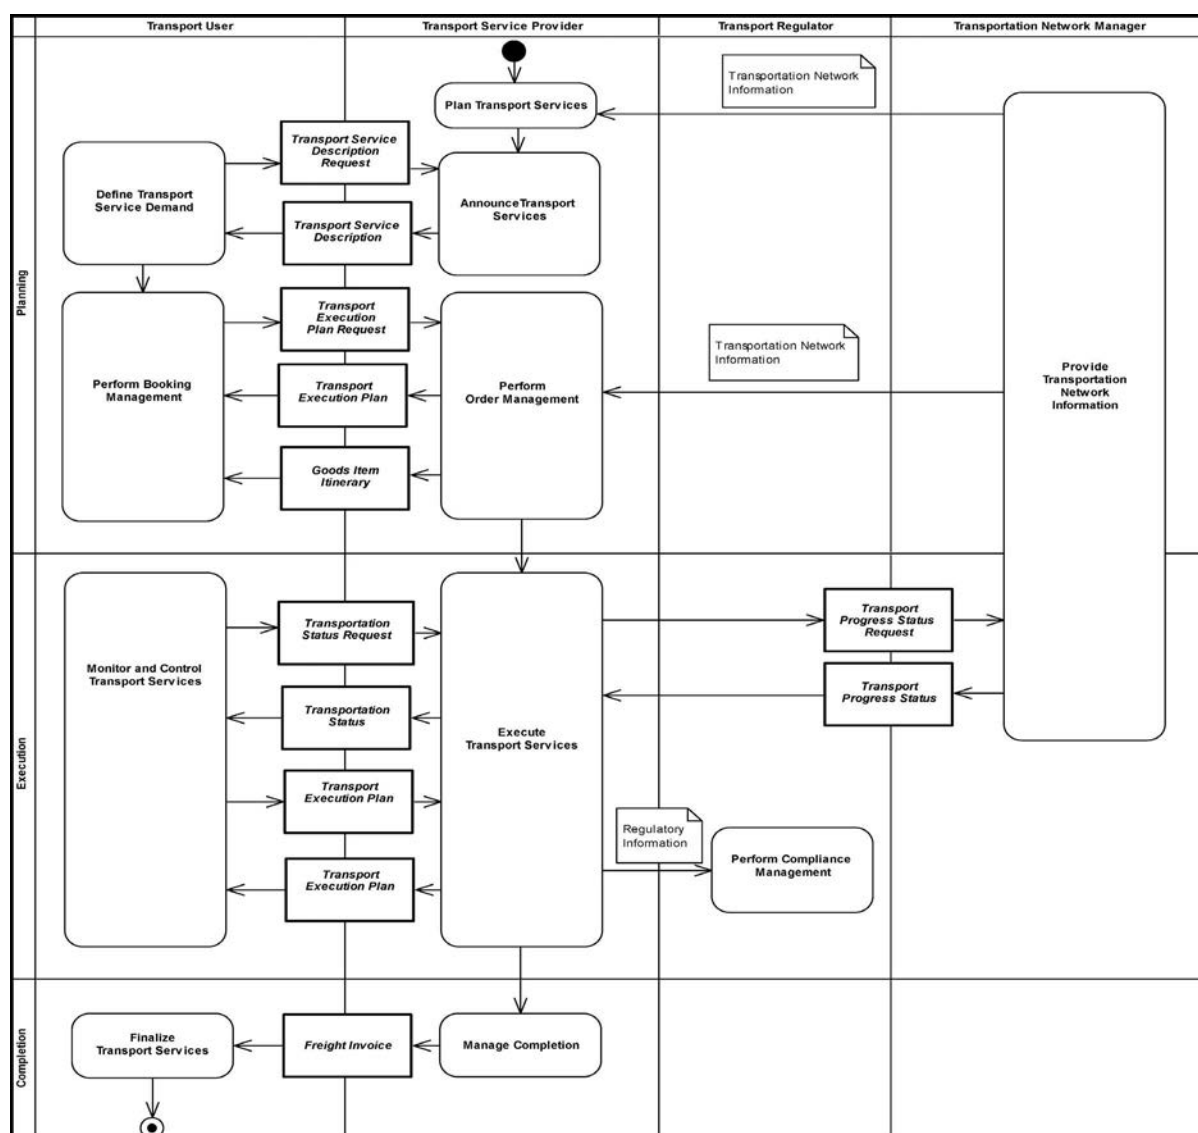 Transport User
Transport Service Provider
Transport Regulator
Transportation Network Manager
Planning
Plan Transport Services
Transportation Network
Information
Transport Service
Description
Request
Define Transport
Service Demand
AnnounceTransport
Services
Transport Service
Description
Transport
Execution
Plan Request
Transportation Network
Information
Perform Booking
Management
Transport
Execution Plan
Perform
Order Management
Provide
Transportation
Network
Information
Goods Item
Itinerary
Execution
Transportation
Status Request
Transport
Progress Status
Request
Monitor and Control
Transport Services
Transport
Progress Status
Transportation
Status
Execute
Transport Services
Transport
Execution Plan
Regulatory
Information
Perform Compliance
Management
Transport
Execution Plan
Completion
Finalize
Transport Services
Freight Invoice
Manage Completion